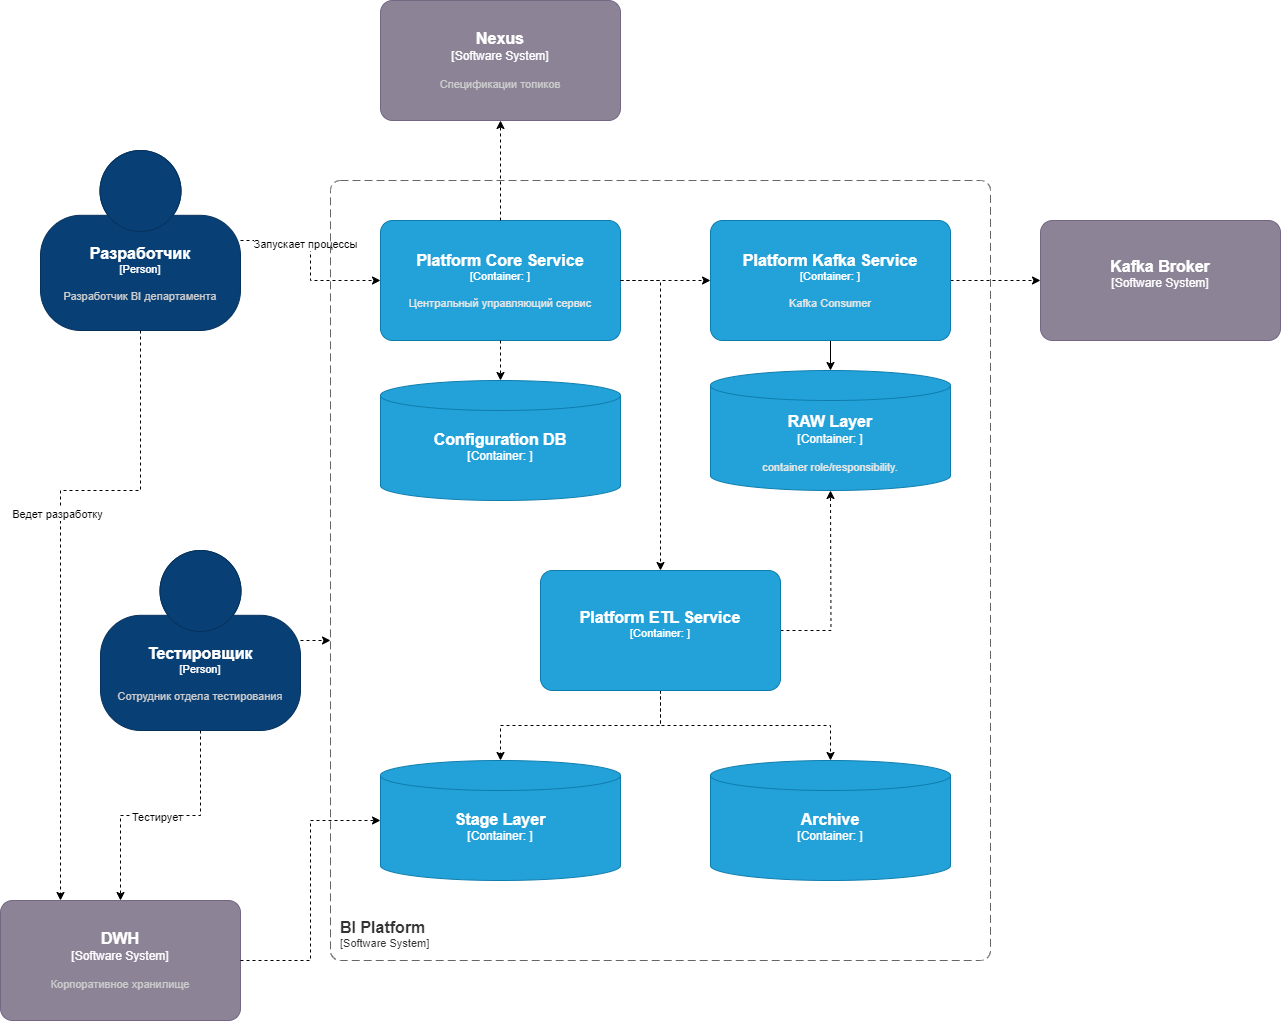 Nexus
[Software System]
Спецификации топиков
Разработчик
[Person]
Разработчик BI департамента
Запускает процессы
Platform Core Service
[Container: ]
Центральный управляющий сервис
Platform Kafka Service
[Container: ]
Kafka Consumer
Kafka Broker
[Software System]
Configuration DB
[Container: ]
RAW Layer
[Container: ]
container role/responsibility.
Ведет разработку
Platform ETL Service
[Container: ]
Тестировщик
[Person]
Сотрудник отдела тестирования
Тестирует
Stage Layer
[Container: ]
Archive
[Container: ]
BI Platform
[Software System]
DWH
[Software System]
Корпоративное хранилище